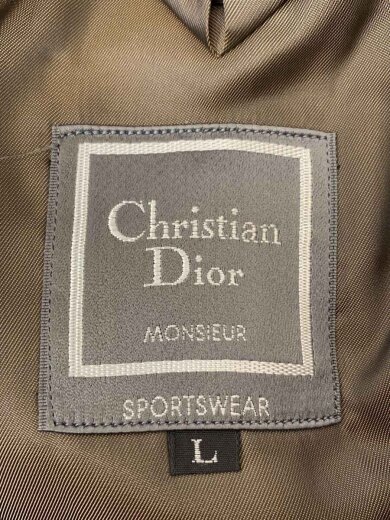 Christian
Dior
MONSIEUR
SPORTSWEAR
L